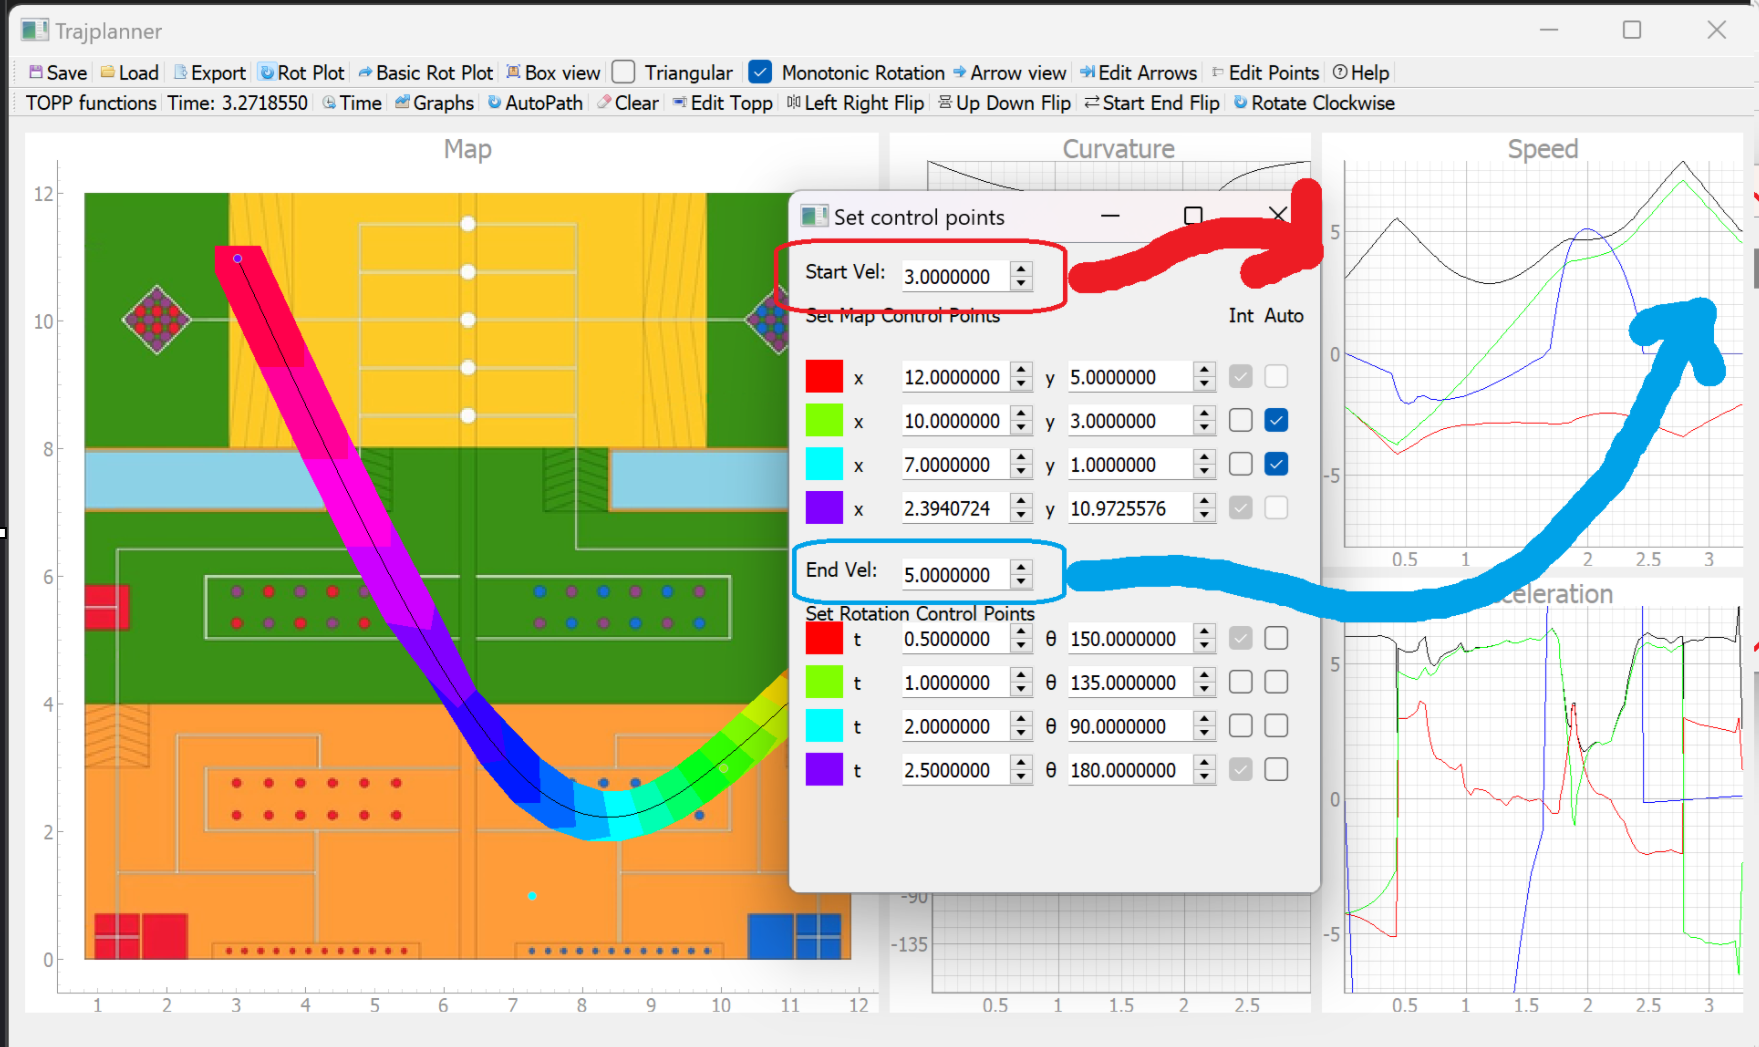 Trajplanner
Save Load Export Rot Plot Basic Rot Plot Box view Triangular Monotonic Rotation Arrow view Edit Arrows Edit Points Help
TOPP functions Time: 3.2718550 Time Graphs AutoPath Clear Edit Topp Left Right Flip Up Down Flip Start End Flip Rotate Clockwise
Map
12
10
8
6
4
2
0
1 2 3 4 5 6 7 8 9 10 11 12
Curvature
Set control points
Start Vel: 3.0000000
Set Map Control Points Int Auto
x 12.0000000 y 5.0000000
x 10.0000000 y 3.0000000
x 7.0000000 y 1.0000000
x 2.3940724 y 10.9725576
End Vel: 5.0000000
Set Rotation Control Points
t 0.5000000 θ 150.0000000
t 1.0000000 θ 135.0000000
t 2.0000000 θ 90.0000000
t 2.5000000 θ 180.0000000
-90
-135
0.5 1 1.5 2 2.5
Speed
5
0
-5
0.5 1 1.5 2 2.5 3
celeration
5
0
-5
0.5 1 1.5 2 2.5 3